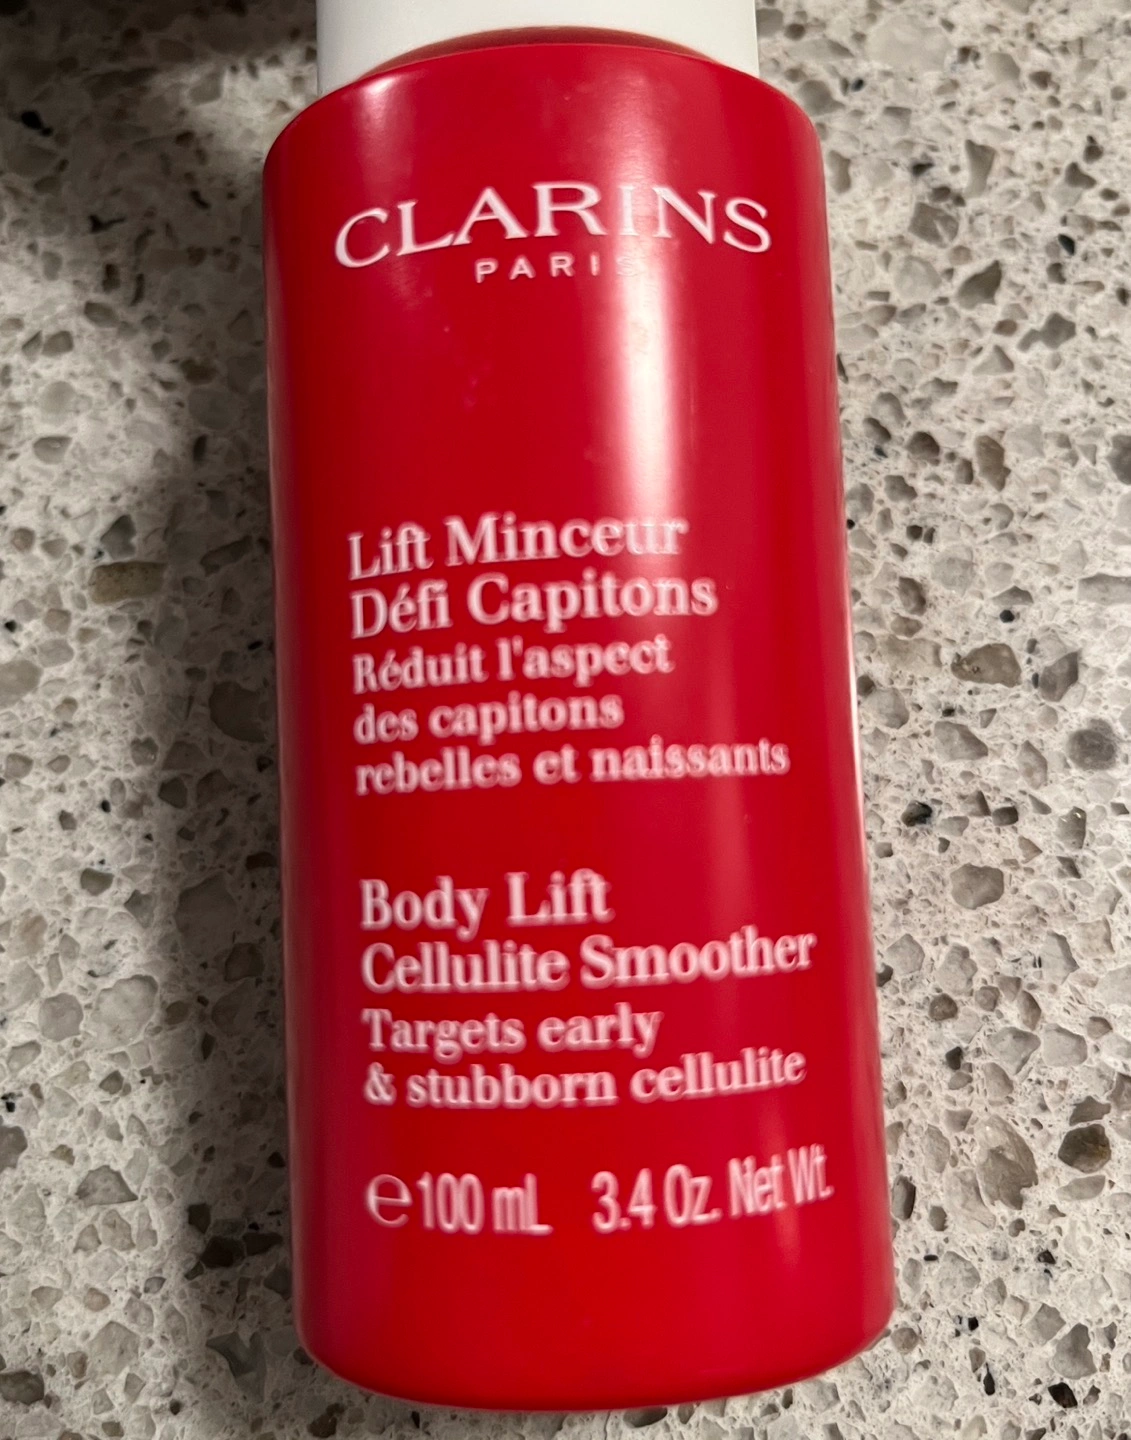 CLARINS
PARIS
Lift Minceur
Défi Capitons
Réduit l'aspect
des capitons
rebelles et naissants
Body Lift
Cellulite Smoother
Targets early
& stubborn cellulite
℮100 mL 3.4 Oz. Net Wt.